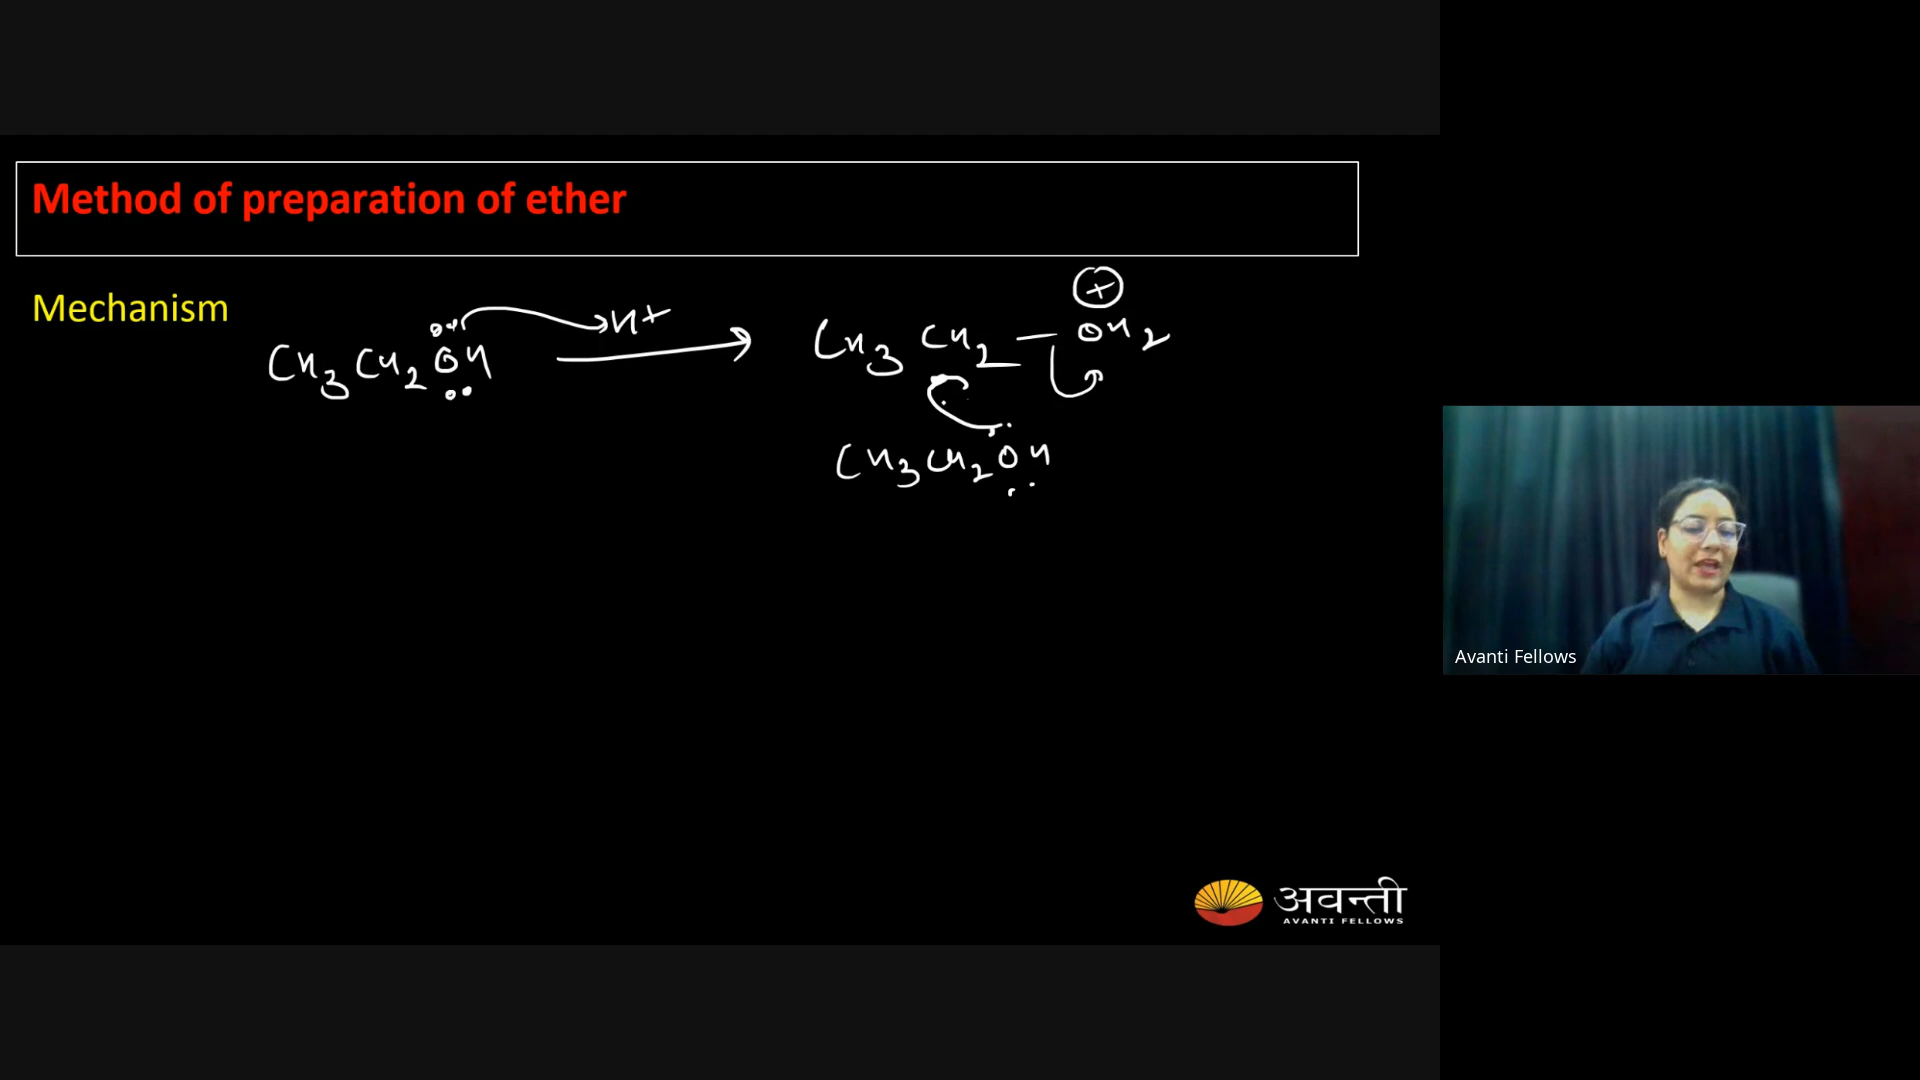 Method of preparation of ether
Mechanism
CH3CH2OH
H+
CH3CH2—OH2
+
CH3CH2OH
Avanti Fellows
अवन्ती
AVANTI FELLOWS